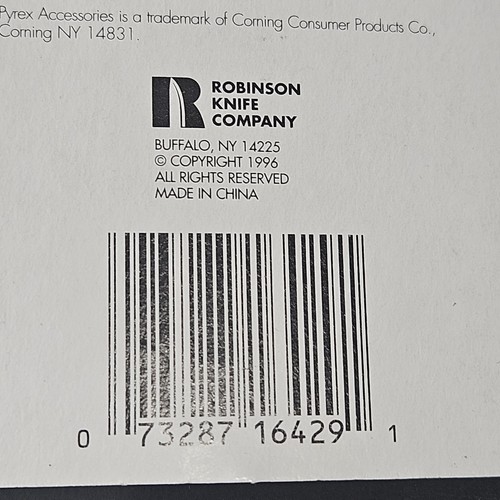 Pyrex Accessories is a trademark of Corning Consumer Products Co.,
Corning NY 14831.
ROBINSON
KNIFE
COMPANY
BUFFALO, NY 14225
© COPYRIGHT 1996
ALL RIGHTS RESERVED
MADE IN CHINA
0 73287 16429 1